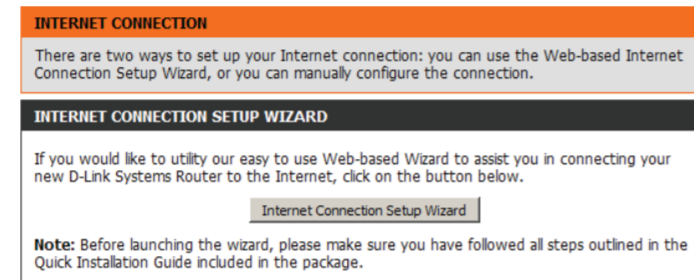 INTERNET CONNECTION
There are two ways to set up your Internet connection: you can use the Web-based Internet
Connection Setup Wizard, or you can manually configure the connection.
INTERNET CONNECTION SETUP WIZARD
If you would like to utility our easy to use Web-based Wizard to assist you in connecting your
new D-Link Systems Router to the Internet, click on the button below.
Internet Connection Setup Wizard
Note: Before launching the wizard, please make sure you have followed all steps outlined in the
Quick Installation Guide included in the package.